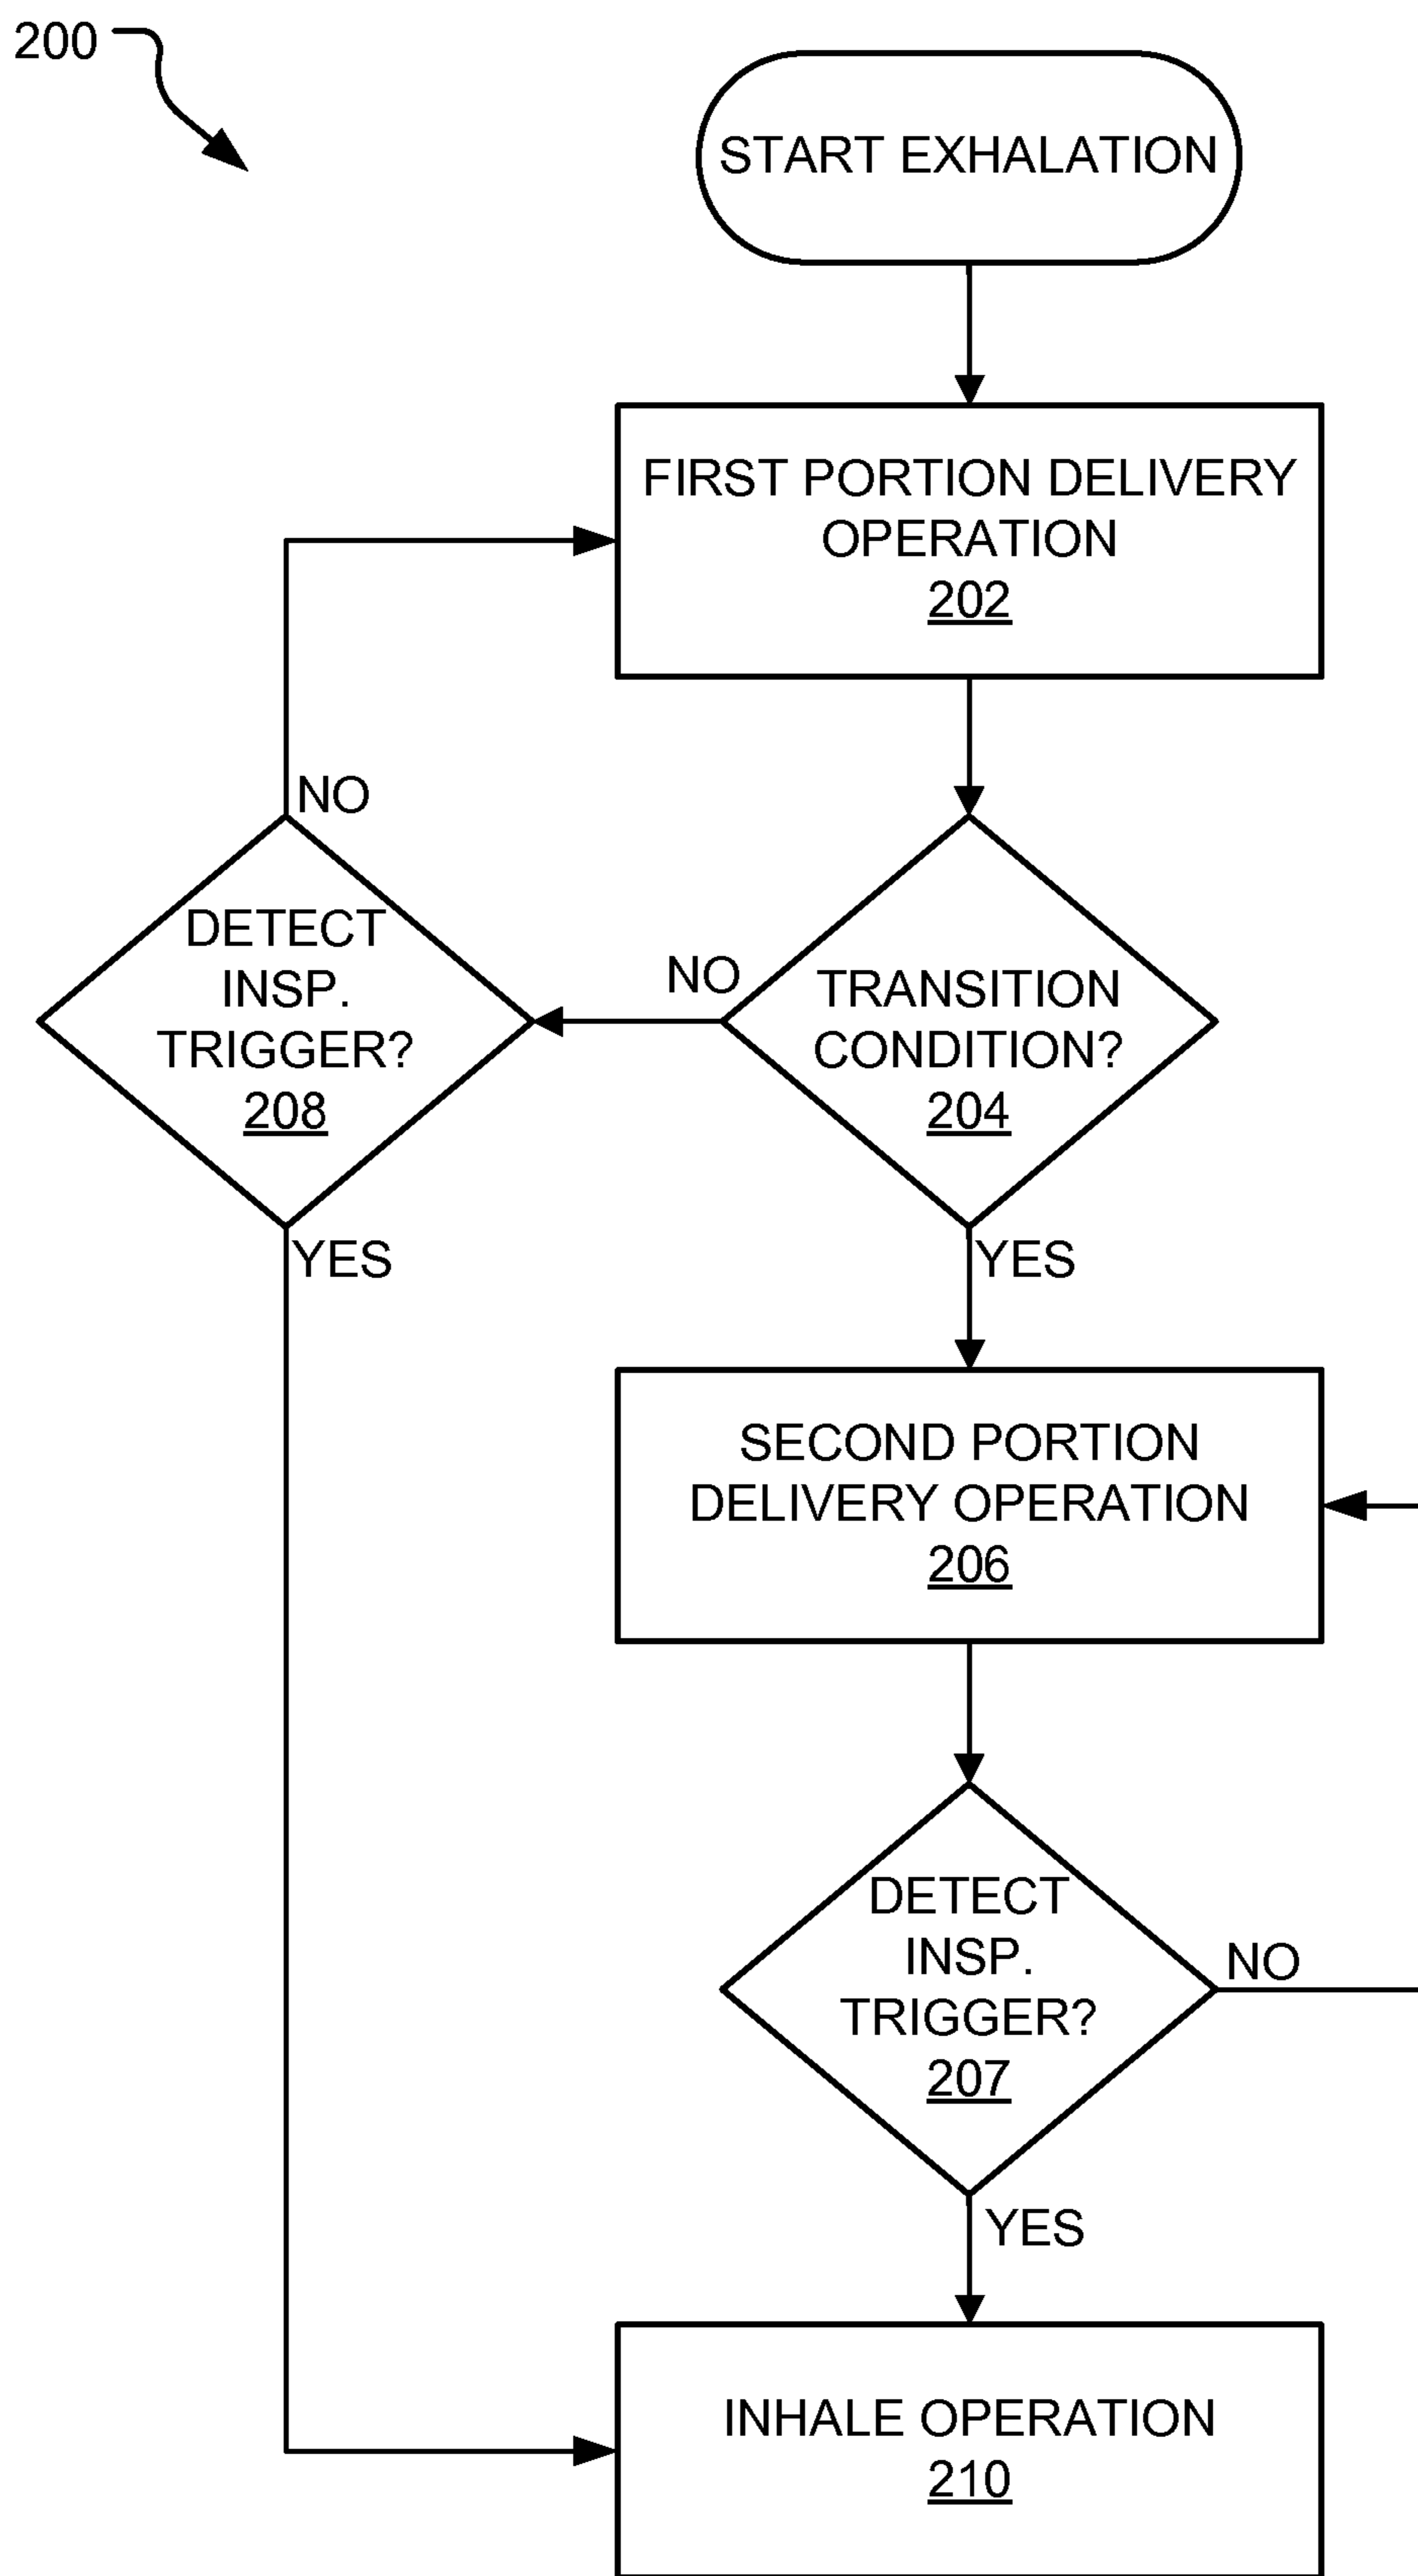 200
START EXHALATION
FIRST PORTION DELIVERY
OPERATION
202
NO
DETECT
INSP.
TRIGGER?
208
NO
TRANSITION
CONDITION?
204
YES
YES
SECOND PORTION
DELIVERY OPERATION
206
DETECT
INSP.
TRIGGER?
207
NO
YES
INHALE OPERATION
210